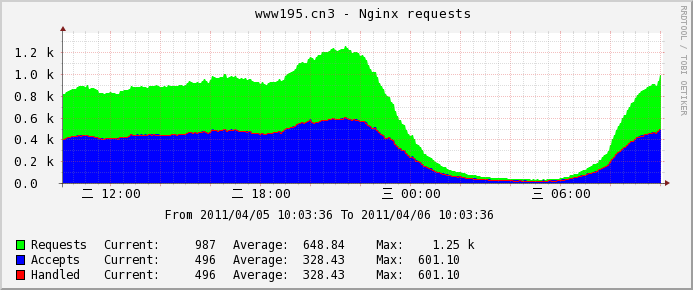 www195.cn3 - Nginx requests
RRDTOOL / TOBI OETIKER
1.2 k
1.0 k
0.8 k
0.6 k
0.4 k
0.2 k
0.0
二 12:00 二 18:00 三 00:00 三 06:00
From 2011/04/05 10:03:36 To 2011/04/06 10:03:36
Requests Current: 987 Average: 648.84 Max: 1.25 k
Accepts Current: 496 Average: 328.43 Max: 601.10
Handled Current: 496 Average: 328.43 Max: 601.10